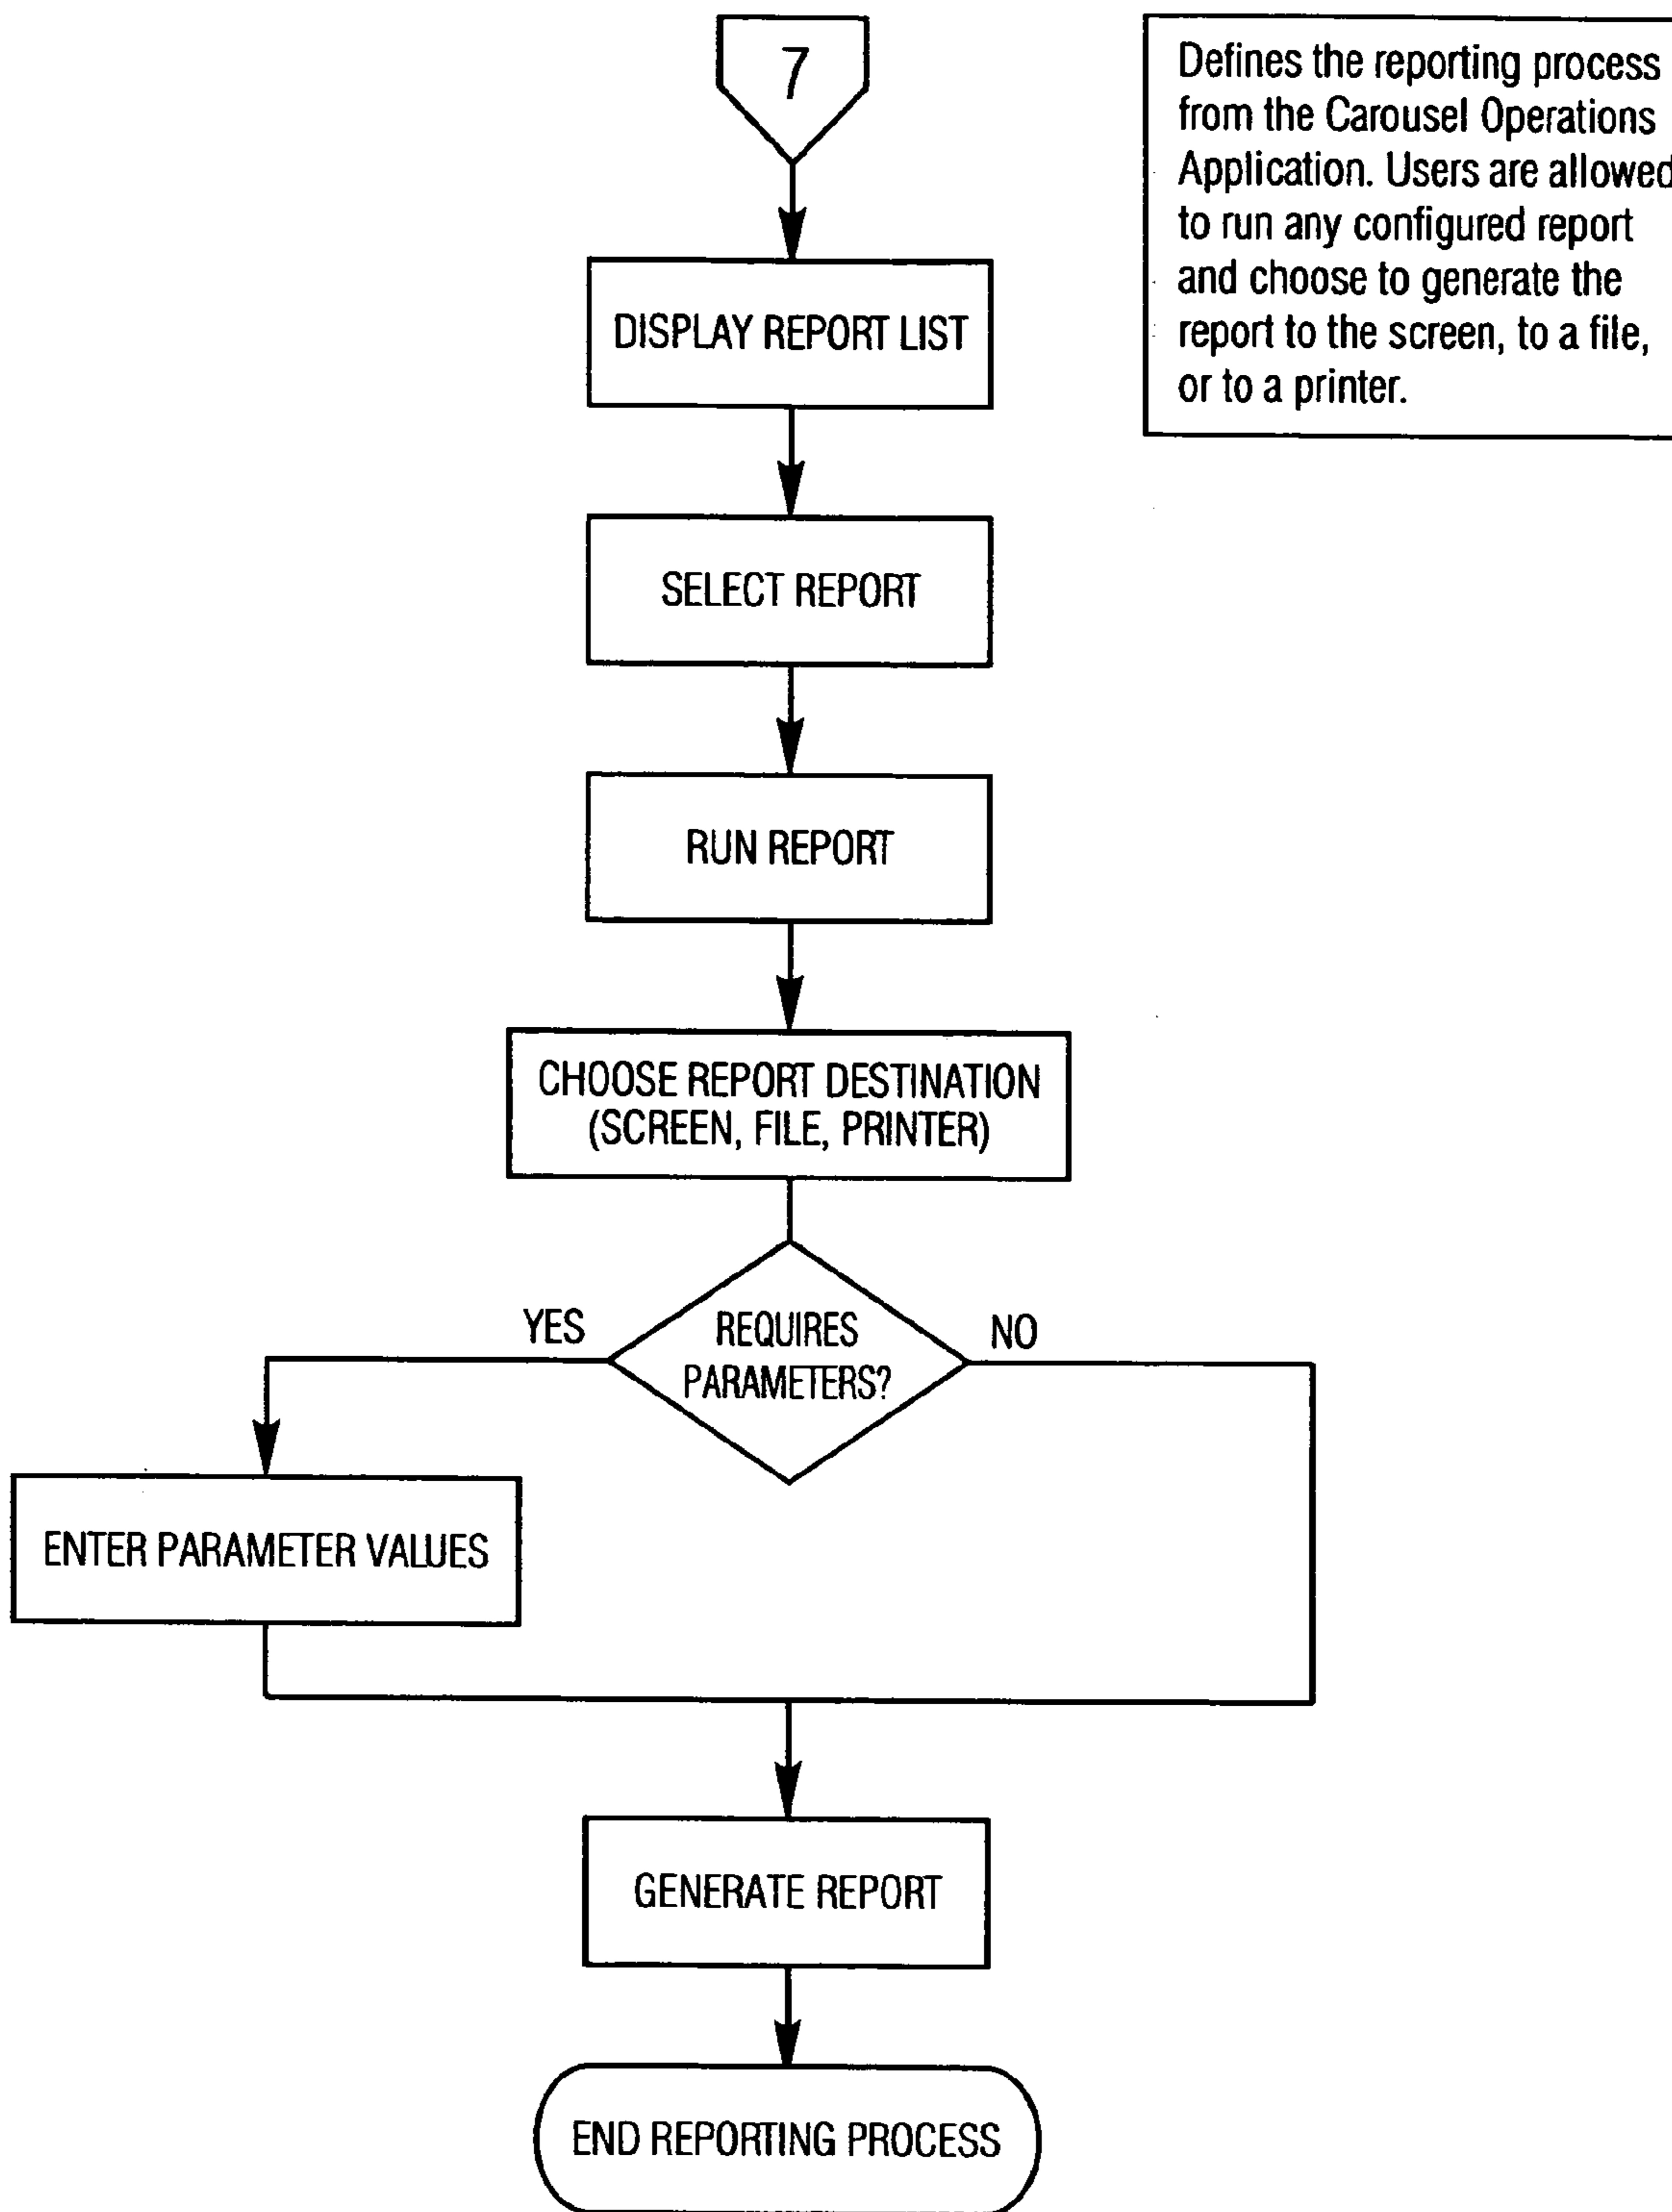 7
Defines the reporting process
from the Carousel Operations
Application. Users are allowed
to run any configured report
and choose to generate the
report to the screen, to a file,
or to a printer.
DISPLAY REPORT LIST
SELECT REPORT
RUN REPORT
CHOOSE REPORT DESTINATION
(SCREEN, FILE, PRINTER)
YES
REQUIRES
PARAMETERS?
NO
ENTER PARAMETER VALUES
GENERATE REPORT
END REPORTING PROCESS